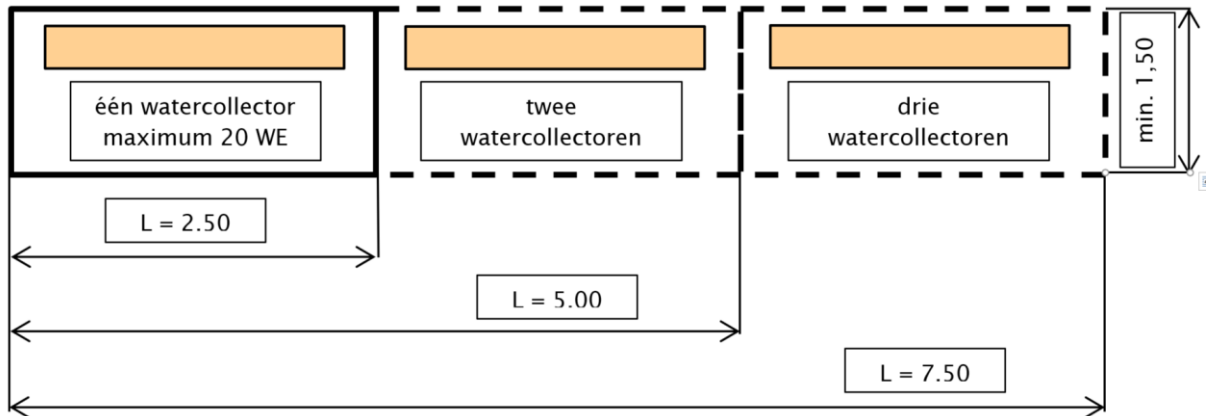 één watercollector
maximum 20 WE
twee
watercollectoren
drie
watercollectoren
min. 1,50
L = 2.50
L = 5.00
L = 7.50